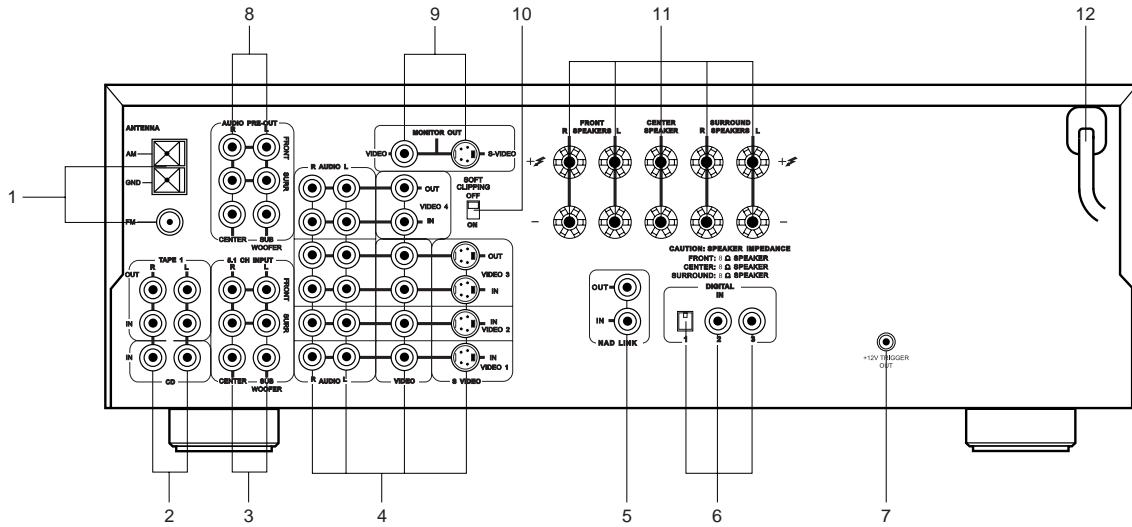 8 9 10 11 12
ANTENNA
AM
GND
FM
1
AUDIO PRE-OUT
R L
FRONT
SURR
CENTER SUB WOOFER
MONITOR OUT
VIDEO S-VIDEO
R AUDIO L
OUT
VIDEO 4
IN
SOFT CLIPPING
OFF
ON
FRONT
R SPEAKERS L
CENTER SPEAKER
SURROUND
R SPEAKERS L
+
+
–
–
CAUTION: SPEAKER IMPEDANCE
FRONT: 8 Ω SPEAKER
CENTER: 8 Ω SPEAKER
SURROUND: 8 Ω SPEAKER
TAPE 1
R L
OUT
IN
IN
CD
5.1 CH INPUT
R L
FRONT
SURR
CENTER SUB WOOFER
OUT
VIDEO 3
IN
IN
VIDEO 2
IN
VIDEO 1
R AUDIO L
VIDEO
S VIDEO
OUT
IN
NAD LINK
DIGITAL IN
1 2 3
+12V TRIGGER OUT
2 3 4 5 6 7